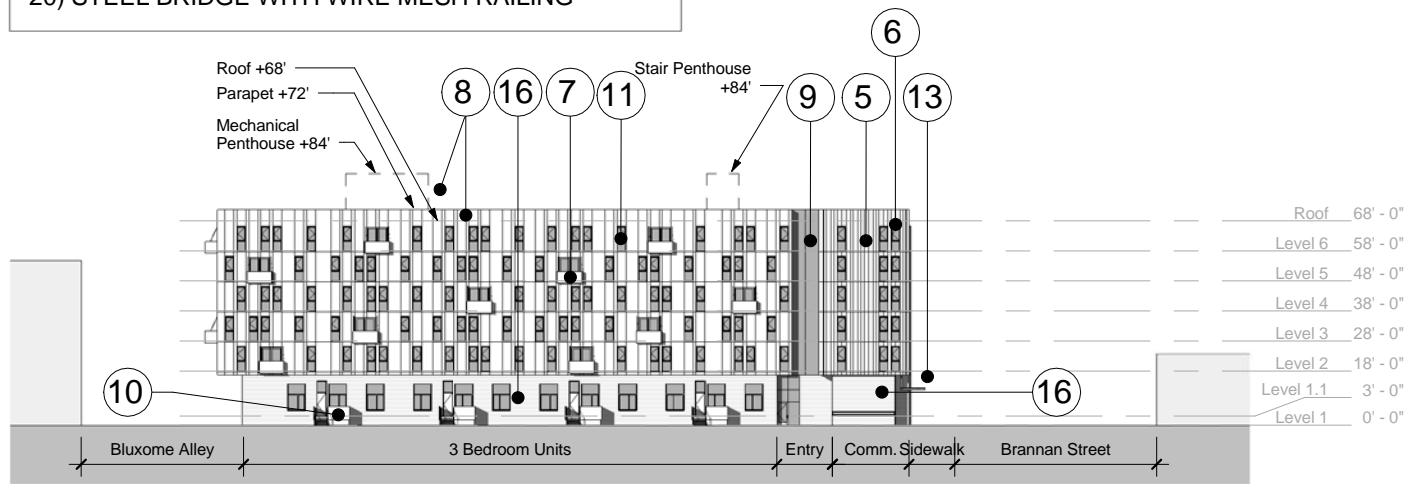 20) STEEL BRIDGE WITH WIRE MESH RAILING
6
Roof +68'
Stair Penthouse
+84'
Parapet +72'
8
16
7
11
9
5
13
Mechanical
Penthouse +84'
Roof 68' - 0"
Level 6 58' - 0"
Level 5 48' - 0"
Level 4 38' - 0"
Level 3 28' - 0"
Level 2 18' - 0"
10
16
Level 1.1 3' - 0"
Level 1 0' - 0"
Bluxome Alley
3 Bedroom Units
Entry
Comm.
Sidewalk
Brannan Street